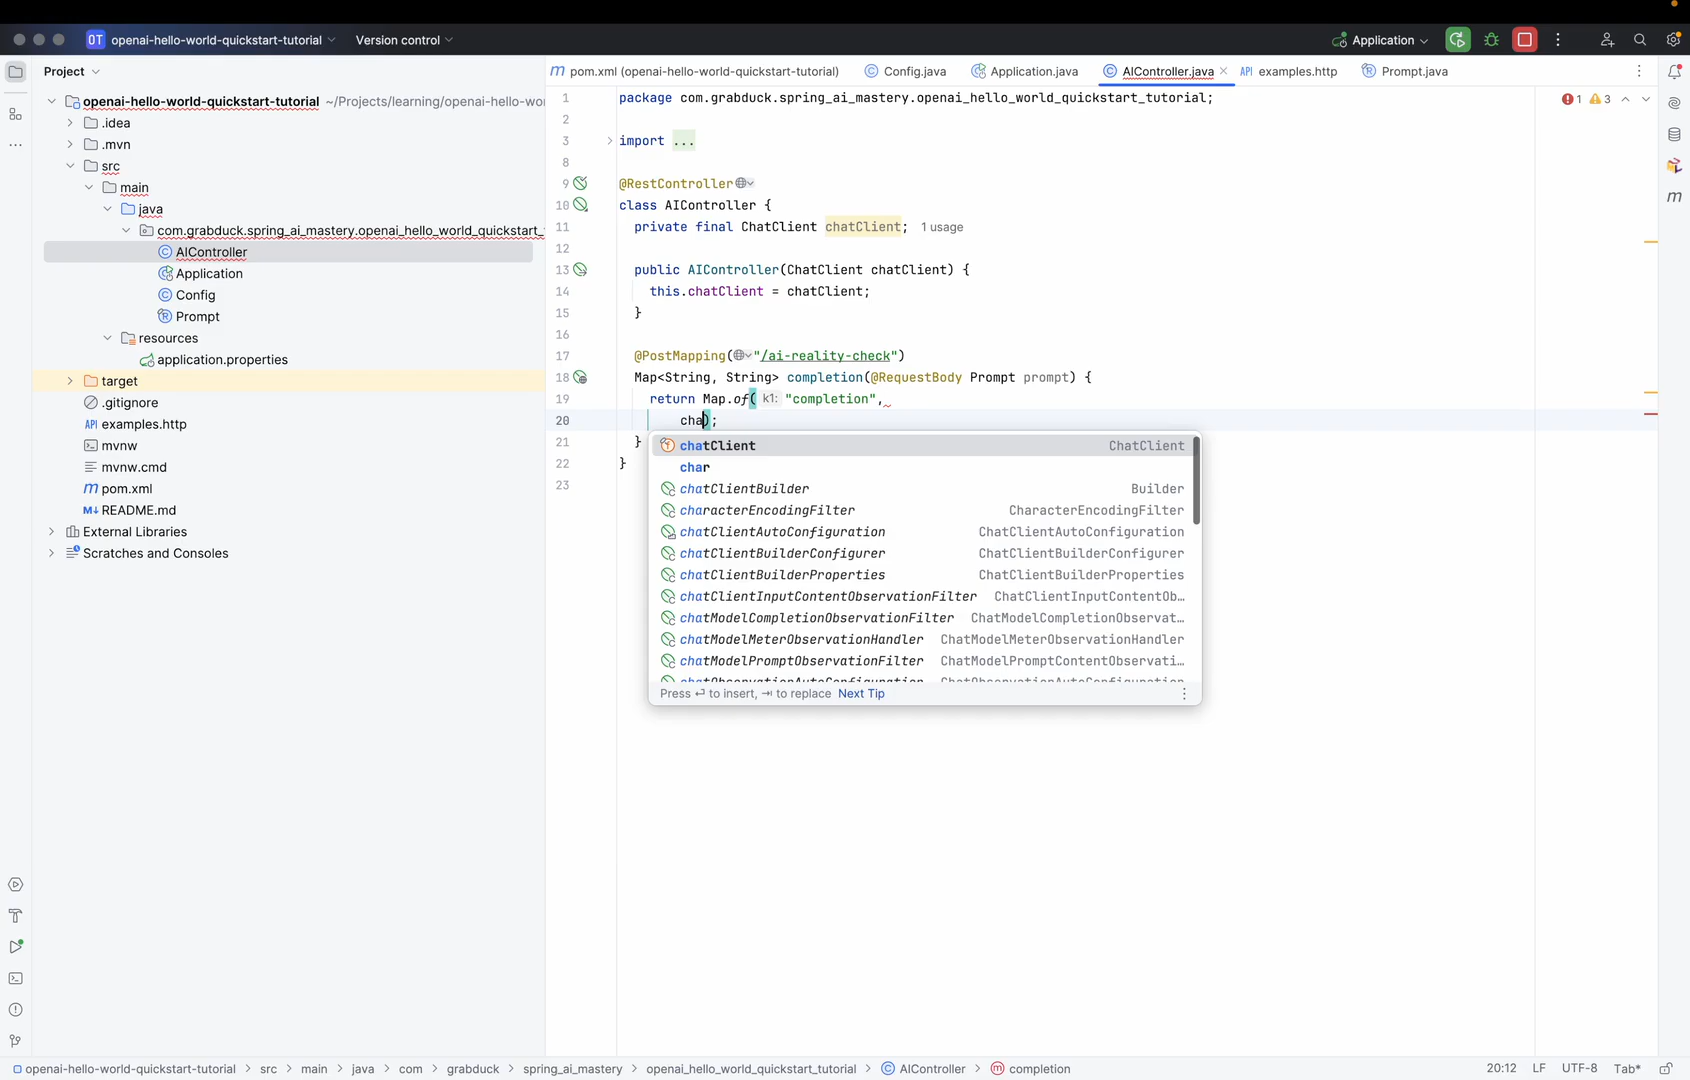 OT openai-hello-world-quickstart-tutorial Version control Application
Project
pom.xml (openai-hello-world-quickstart-tutorial) Config.java Application.java AIController.java API examples.http Prompt.java
openai-hello-world-quickstart-tutorial ~/Projects/learning/openai-hello-wo
.idea
.mvn
src
main
java
com.grabduck.spring_ai_mastery.openai_hello_world_quickstart_
AIController
Application
Config
Prompt
resources
application.properties
target
.gitignore
API examples.http
mvnw
mvnw.cmd
pom.xml
README.md
External Libraries
Scratches and Consoles
1 package com.grabduck.spring_ai_mastery.openai_hello_world_quickstart_tutorial;
1 3
2
3 import ...
8
9 @RestController
10 class AIController {
11 private final ChatClient chatClient; 1 usage
12
13 public AIController(ChatClient chatClient) {
14 this.chatClient = chatClient;
15 }
16
17 @PostMapping("/ai-reality-check")
18 Map<String, String> completion(@RequestBody Prompt prompt) {
19 return Map.of( k1: "completion",
20 cha);
21 }
22 }
23
chatClient ChatClient
char
chatClientBuilder Builder
characterEncodingFilter CharacterEncodingFilter
chatClientAutoConfiguration ChatClientAutoConfiguration
chatClientBuilderConfigurer ChatClientBuilderConfigurer
chatClientBuilderProperties ChatClientBuilderProperties
chatClientInputContentObservationFilter ChatClientInputContentOb…
chatModelCompletionObservationFilter ChatModelCompletionObservat…
chatModelMeterObservationHandler ChatModelMeterObservationHandler
chatModelPromptObservationFilter ChatModelPromptContentObservati…
chatObservationAutoConfiguration ChatObservationAutoConfiguration
Press ↵ to insert, ⇥ to replace Next Tip
openai-hello-world-quickstart-tutorial > src > main > java > com > grabduck > spring_ai_mastery > openai_hello_world_quickstart_tutorial > AIController > completion 20:12 LF UTF-8 Tab*